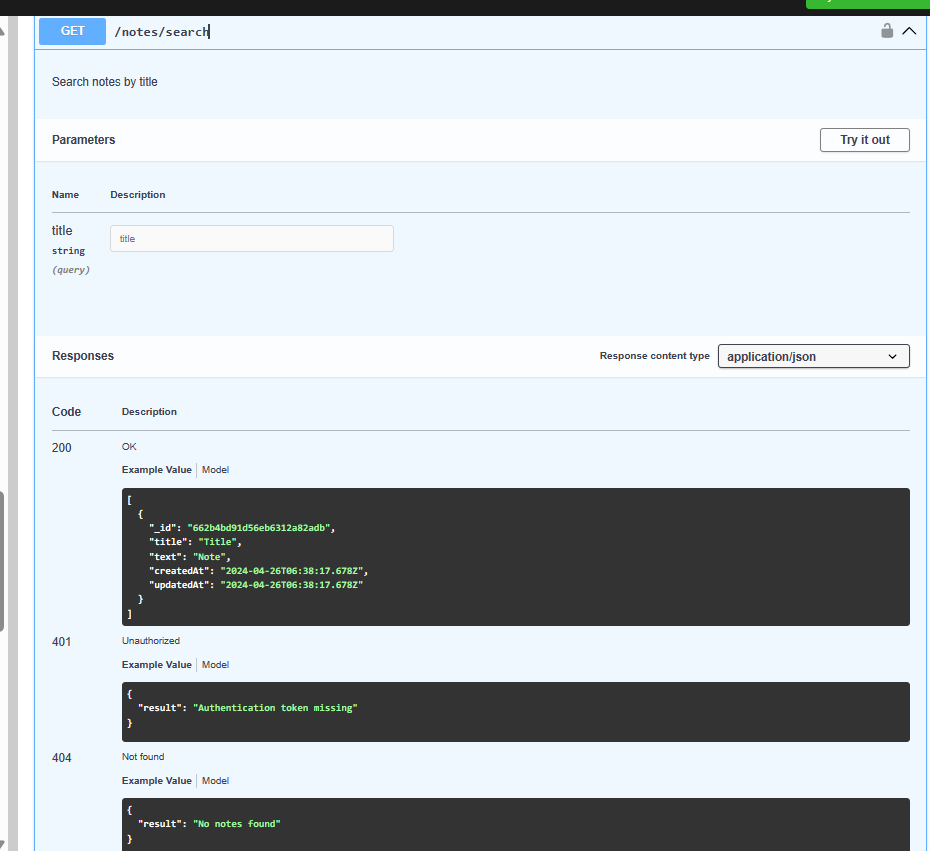 GET /notes/search
Search notes by title
Parameters
Try it out
Name Description
title
string
(query)
title
Responses
Response content type application/json
Code Description
200 OK
Example Value Model
[
{
"_id": "662b4bd91d56eb6312a82adb",
"title": "Title",
"text": "Note",
"createdAt": "2024-04-26T06:38:17.678Z",
"updatedAt": "2024-04-26T06:38:17.678Z"
}
]
401 Unauthorized
Example Value Model
{
"result": "Authentication token missing"
}
404 Not found
Example Value Model
{
"result": "No notes found"
}